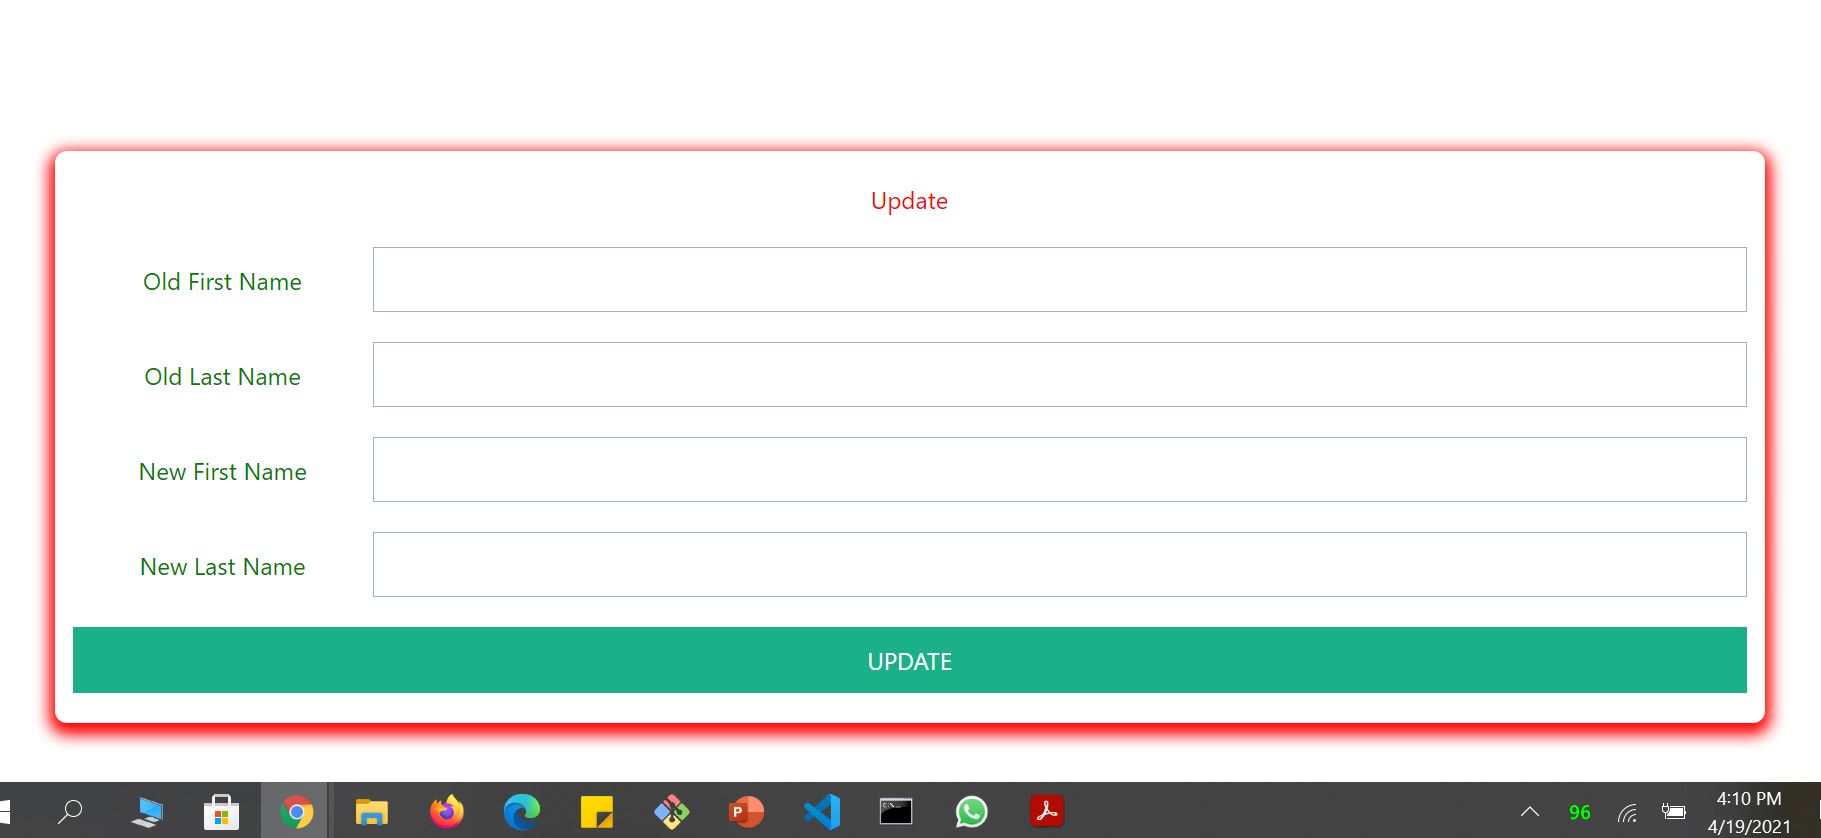 Update
Old First Name
Old Last Name
New First Name
New Last Name
UPDATE
P
C:\_
96
4:10 PM
4/19/2021